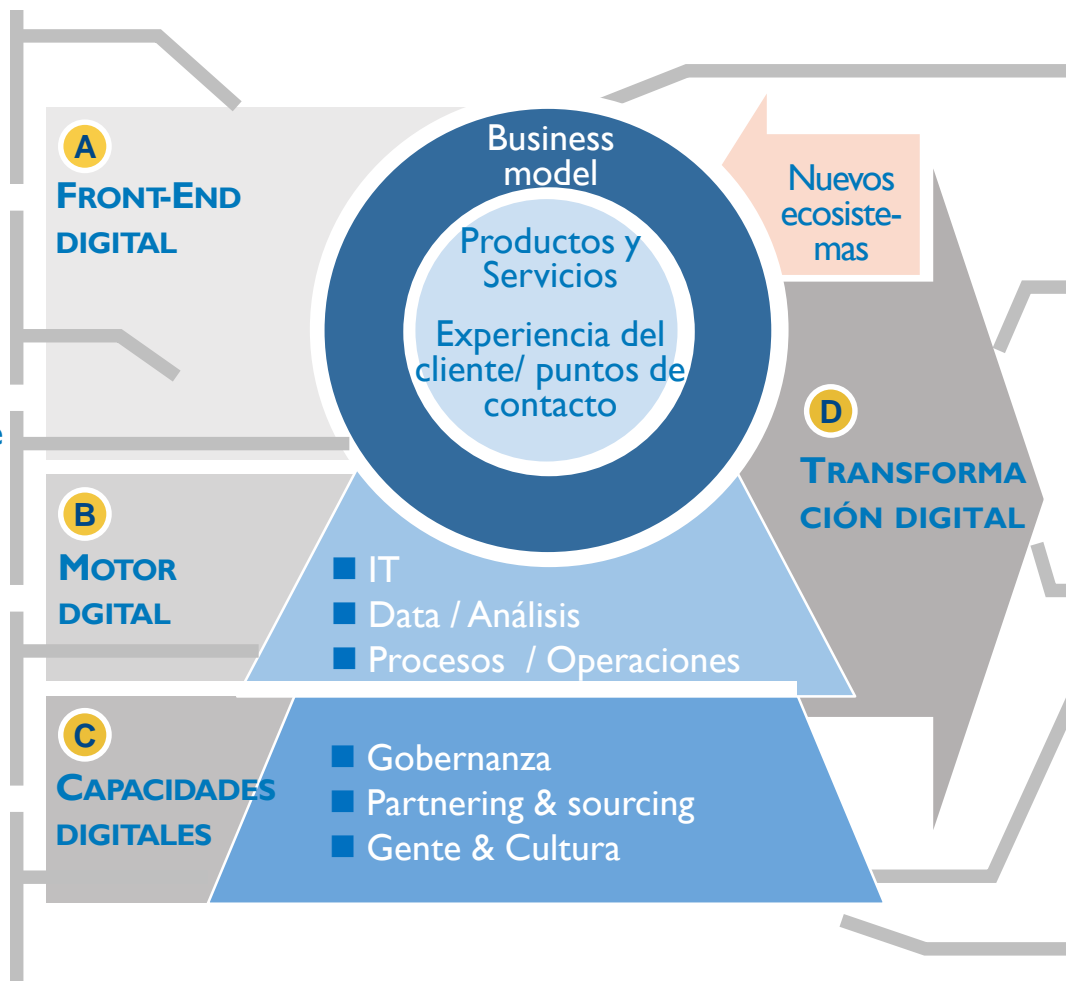 A
FRONT-END
DIGITAL
Business
model
Productos y
Servicios
Experiencia del
cliente/ puntos de
contacto
Nuevos
ecosiste-
mas
e
B
MOTOR
DGITAL
IT
Data / Análisis
Procesos / Operaciones
C
CAPACIDADES
DIGITALES
Gobernanza
Partnering & sourcing
Gente & Cultura
D
TRANSFORMA
CIÓN DIGITAL